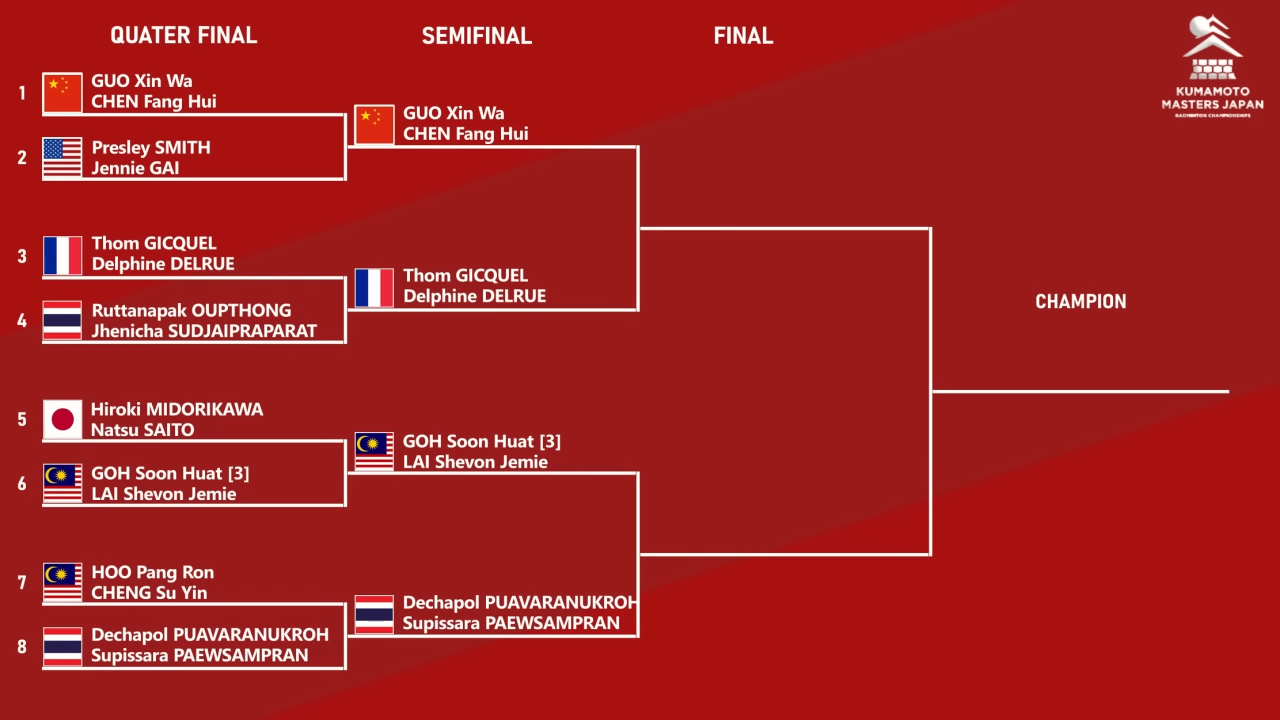 QUATER FINAL
SEMIFINAL
FINAL
KUMAMOTO
MASTERS JAPAN
BADMINTON CHAMPIONSHIPS
1
GUO Xin Wa
CHEN Fang Hui
2
Presley SMITH
Jennie GAI
3
Thom GICQUEL
Delphine DELRUE
4
Ruttanapak OUPTHONG
Jhenicha SUDJAIPRAPARAT
5
Hiroki MIDORIKAWA
Natsu SAITO
6
GOH Soon Huat [3]
LAI Shevon Jemie
7
HOO Pang Ron
CHENG Su Yin
8
Dechapol PUAVARANUKROH
Supissara PAEWSAMPRAN
GUO Xin Wa
CHEN Fang Hui
Thom GICQUEL
Delphine DELRUE
GOH Soon Huat [3]
LAI Shevon Jemie
Dechapol PUAVARANUKROH
Supissara PAEWSAMPRAN
CHAMPION